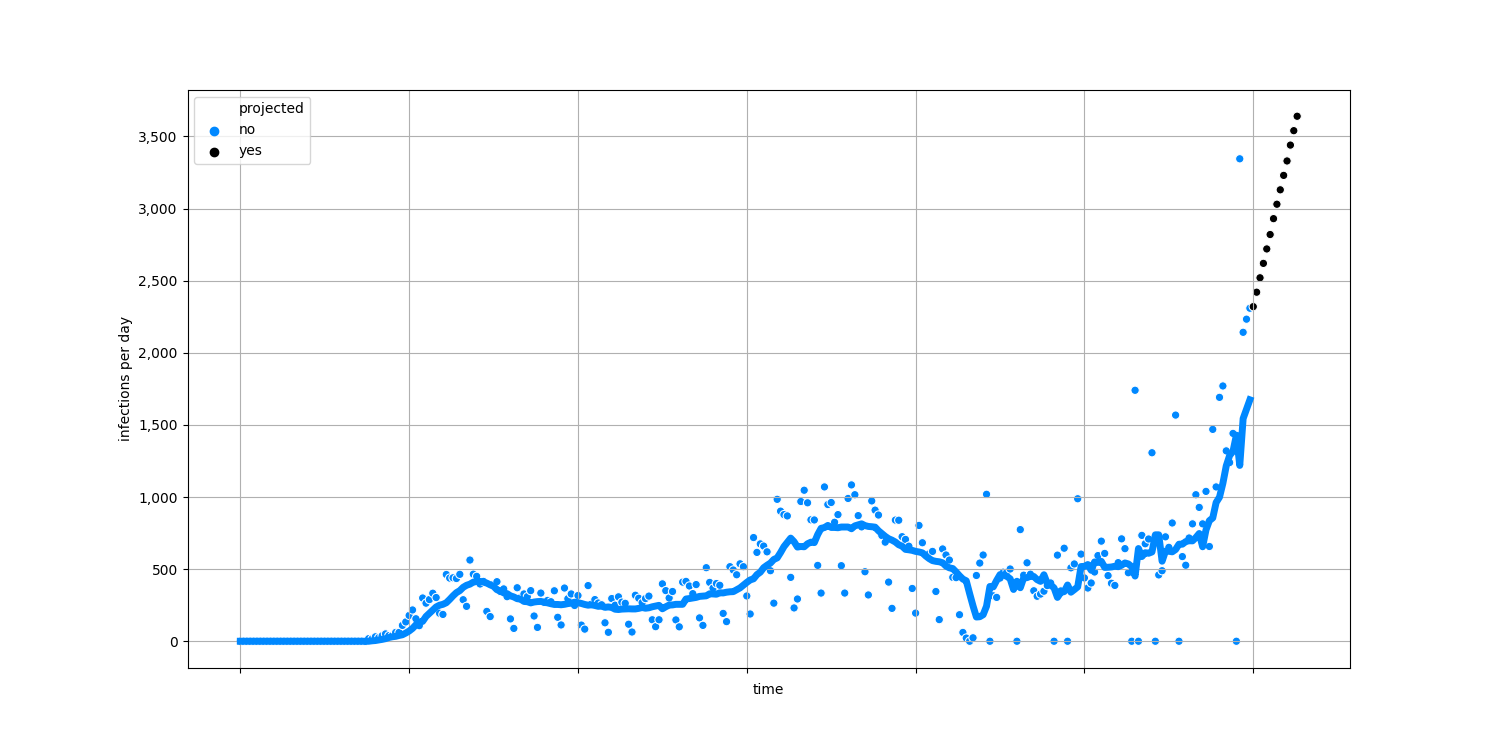 projected
no
yes
3,500
3,000
2,500
2,000
1,500
1,000
500
0
infections per day
time